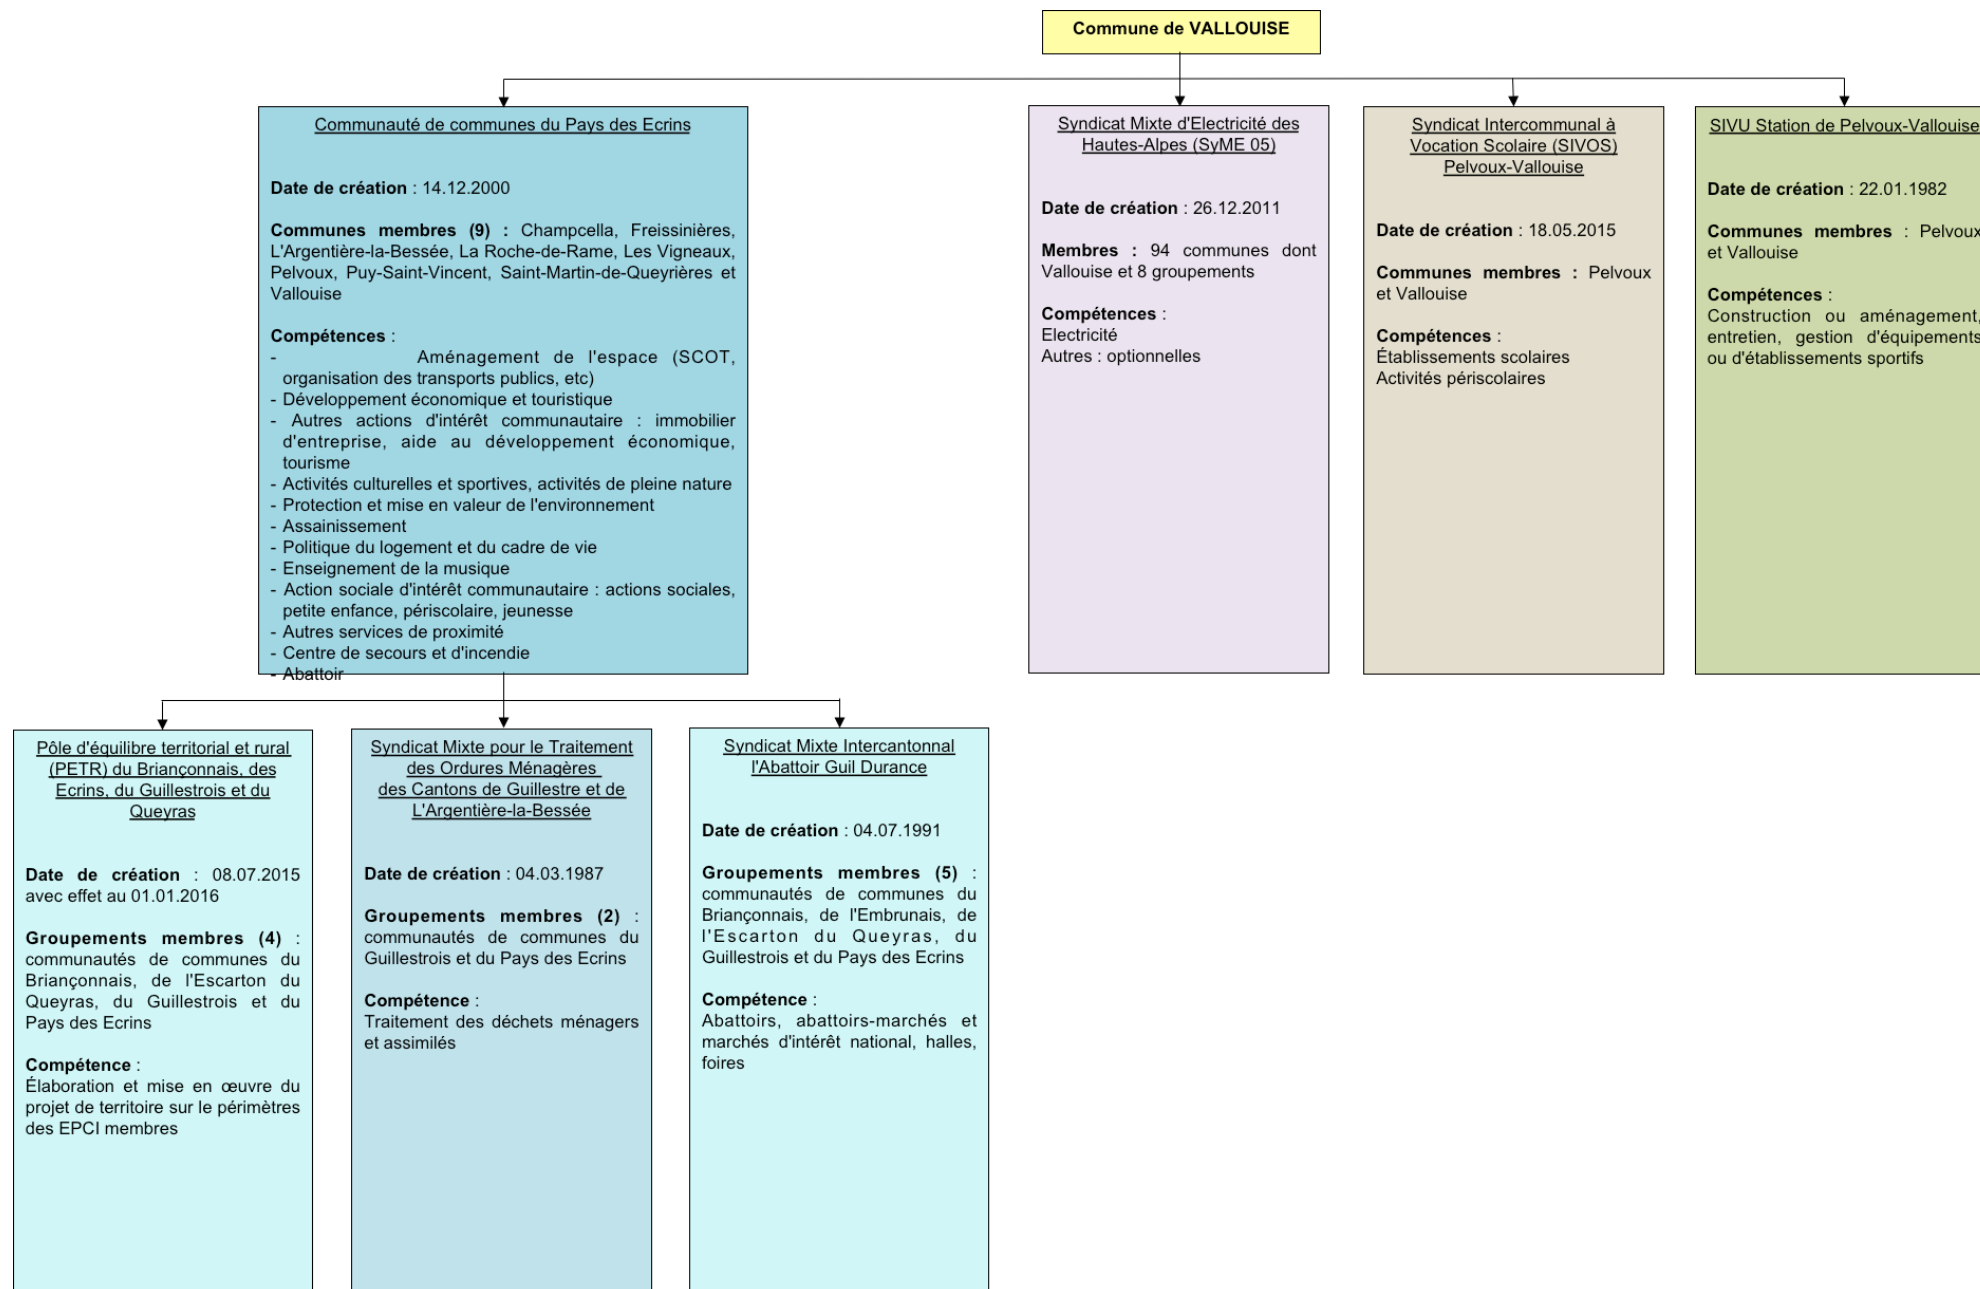 Commune de VALLOUISE
Communauté de communes du Pays des Ecrins
Date de création : 14.12.2000
Communes membres (9) : Champcella, Freissinières,
L'Argentière-la-Bessée, La Roche-de-Rame, Les Vigneaux,
Pelvoux, Puy-Saint-Vincent, Saint-Martin-de-Queyrières et
Vallouise
Compétences :
- Aménagement de l'espace (SCOT,
organisation des transports publics, etc)
- Développement économique et touristique
- Autres actions d'intérêt communautaire : immobilier
d'entreprise, aide au développement économique,
tourisme
- Activités culturelles et sportives, activités de pleine nature
- Protection et mise en valeur de l'environnement
- Assainissement
- Politique du logement et du cadre de vie
- Enseignement de la musique
- Action sociale d'intérêt communautaire : actions sociales,
petite enfance, périscolaire, jeunesse
- Autres services de proximité
- Centre de secours et d'incendie
- Abattoir
Syndicat Mixte d'Electricité des
Hautes-Alpes (SyME 05)
Date de création : 26.12.2011
Membres : 94 communes dont
Vallouise et 8 groupements
Compétences :
Electricité
Autres : optionnelles
Syndicat Intercommunal à
Vocation Scolaire (SIVOS)
Pelvoux-Vallouise
Date de création : 18.05.2015
Communes membres : Pelvoux
et Vallouise
Compétences :
Établissements scolaires
Activités périscolaires
SIVU Station de Pelvoux-Vallouise
Date de création : 22.01.1982
Communes membres : Pelvoux
et Vallouise
Compétences :
Construction ou aménagement,
entretien, gestion d'équipements
ou d'établissements sportifs
Pôle d'équilibre territorial et rural
(PETR) du Briançonnais, des
Ecrins, du Guillestrois et du
Queyras
Date de création : 08.07.2015
avec effet au 01.01.2016
Groupements membres (4) :
communautés de communes du
Briançonnais, de l'Escarton du
Queyras, du Guillestrois et du
Pays des Ecrins
Compétence :
Élaboration et mise en œuvre du
projet de territoire sur le périmètres
des EPCI membres
Syndicat Mixte pour le Traitement
des Ordures Ménagères
des Cantons de Guillestre et de
L'Argentière-la-Bessée
Date de création : 04.03.1987
Groupements membres (2) :
communautés de communes du
Guillestrois et du Pays des Ecrins
Compétence :
Traitement des déchets ménagers
et assimilés
Syndicat Mixte Intercantonnal
l'Abattoir Guil Durance
Date de création : 04.07.1991
Groupements membres (5) :
communautés de communes du
Briançonnais, de l'Embrunais, de
l'Escarton du Queyras, du
Guillestrois et du Pays des Ecrins
Compétence :
Abattoirs, abattoirs-marchés et
marchés d'intérêt national, halles,
foires